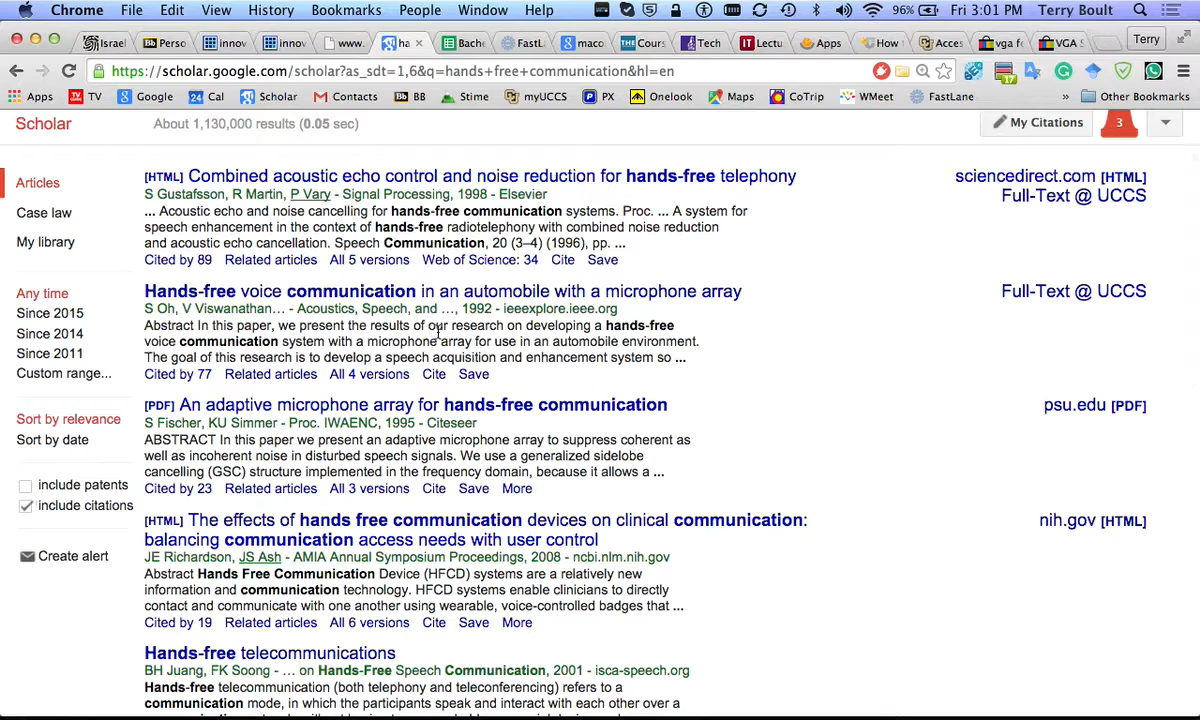 Chrome File Edit View History Bookmarks People Window Help 96% Fri 3:01 PM Terry Boult
Israel Perso innov innov www. ha Bache FastL maco Cours Tech Lectu Apps How Acces vga f VGA S Terry
https://scholar.google.com/scholar?as_sdt=1,6&q=hands+free+communication&hl=en
Apps TV Google Cal Scholar Contacts BB Stime myUCCS PX Onelook Maps CoTrip WMeet FastLane » Other Bookmarks
Scholar About 1,130,000 results (0.05 sec) My Citations 3
Articles
Case law
My library
Any time
Since 2015
Since 2014
Since 2011
Custom range...
Sort by relevance
Sort by date
include patents
include citations
Create alert
[HTML] Combined acoustic echo control and noise reduction for hands-free telephony
S Gustafsson, R Martin, P Vary - Signal Processing, 1998 - Elsevier
... Acoustic echo and noise cancelling for hands-free communication systems. Proc. ... A system for
speech enhancement in the context of hands-free radiotelephony with combined noise reduction
and acoustic echo cancellation. Speech Communication, 20 (3–4) (1996), pp. ...
Cited by 89 Related articles All 5 versions Web of Science: 34 Cite Save
sciencedirect.com [HTML]
Full-Text @ UCCS
Hands-free voice communication in an automobile with a microphone array
S Oh, V Viswanathan... - Acoustics, Speech, and ..., 1992 - ieeexplore.ieee.org
Abstract In this paper, we present the results of our research on developing a hands-free
voice communication system with a microphone array for use in an automobile environment.
The goal of this research is to develop a speech acquisition and enhancement system so ...
Cited by 77 Related articles All 4 versions Cite Save
Full-Text @ UCCS
[PDF] An adaptive microphone array for hands-free communication
S Fischer, KU Simmer - Proc. IWAENC, 1995 - Citeseer
ABSTRACT In this paper we present an adaptive microphone array to suppress coherent as
well as incoherent noise in disturbed speech signals. We use a generalized sidelobe
cancelling (GSC) structure implemented in the frequency domain, because it allows a ...
Cited by 23 Related articles All 3 versions Cite Save More
psu.edu [PDF]
[HTML] The effects of hands free communication devices on clinical communication:
balancing communication access needs with user control
JE Richardson, JS Ash - AMIA Annual Symposium Proceedings, 2008 - ncbi.nlm.nih.gov
Abstract Hands Free Communication Device (HFCD) systems are a relatively new
information and communication technology. HFCD systems enable clinicians to directly
contact and communicate with one another using wearable, voice-controlled badges that ...
Cited by 19 Related articles All 6 versions Cite Save More
nih.gov [HTML]
Hands-free telecommunications
BH Juang, FK Soong - ... on Hands-Free Speech Communication, 2001 - isca-speech.org
Hands-free telecommunication (both telephony and teleconferencing) refers to a
communication mode, in which the participants speak and interact with each other over a